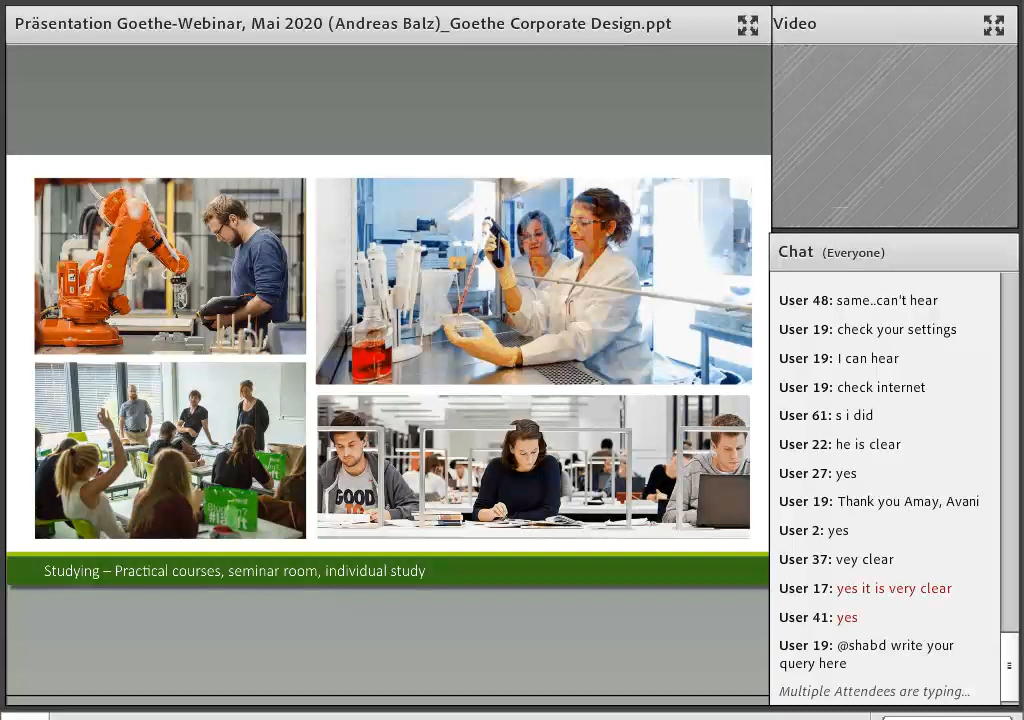 Präsentation Goethe-Webinar, Mai 2020 (Andreas Balz)_Goethe Corporate Design.ppt
Video
GOOD
Studying – Practical courses, seminar room, individual study
Chat (Everyone)
User 48: same..can't hear
User 19: check your settings
User 19: I can hear
User 19: check internet
User 61: s i did
User 22: he is clear
User 27: yes
User 19: Thank you Amay, Avani
User 2: yes
User 37: vey clear
User 17: yes it is very clear
User 41: yes
User 19: @shabd write your
query here
Multiple Attendees are typing...